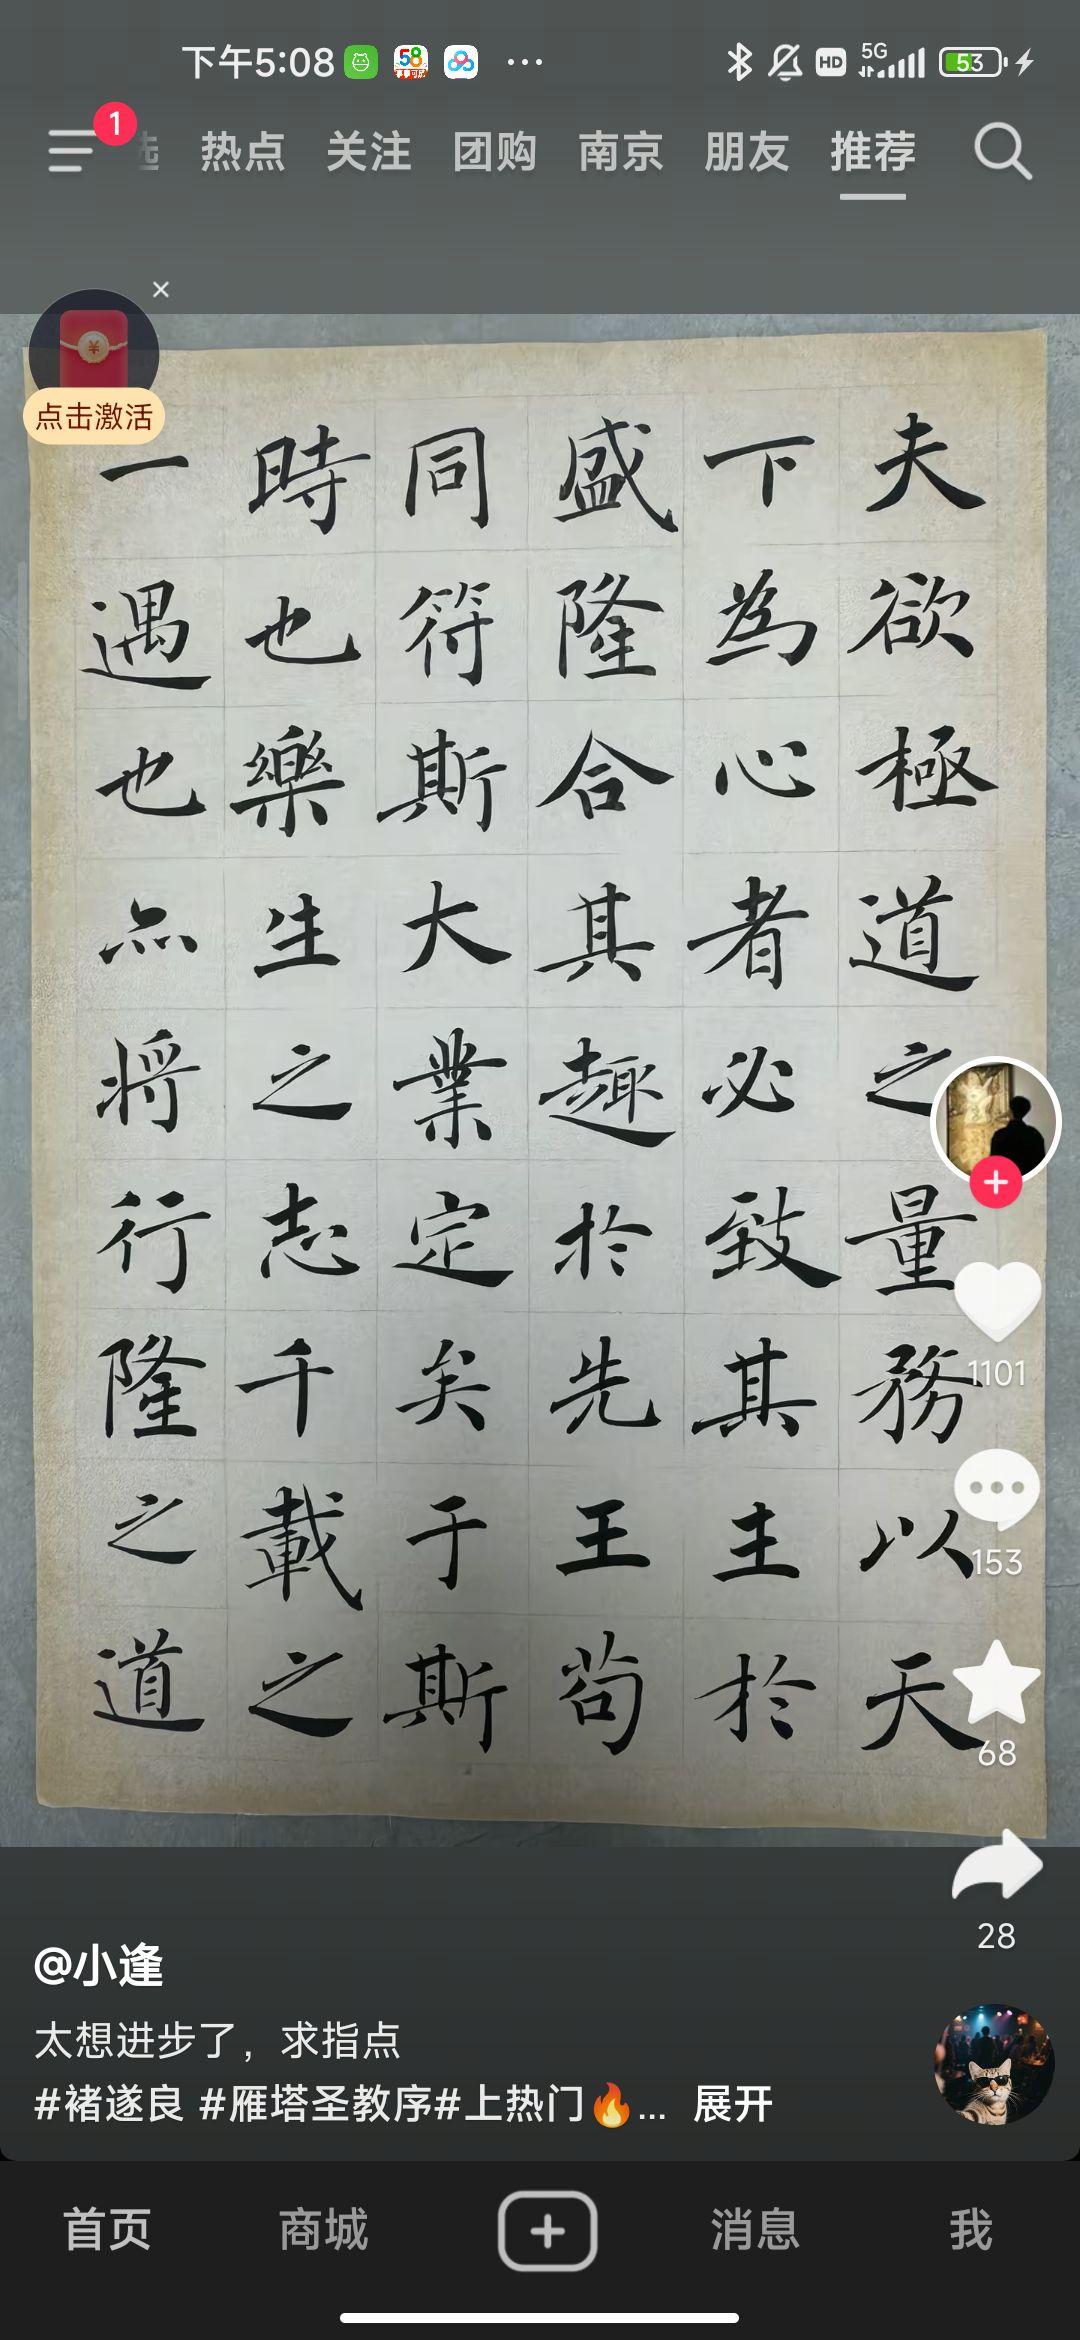 下午5:08
HD
5G
53
1
热点 关注 团购 南京 朋友 推荐
点击激活
夫欲極道之量務以天
下為心者必致其主於
盛隆合其趣於先王苟
同符斯大業定矣于斯
時也樂生之志千載之
一遇也亦将行隆之道
1101
153
68
28
@小逢
太想进步了，求指点
#褚遂良 #雁塔圣教序#上热门🔥... 展开
首页 商城 消息 我